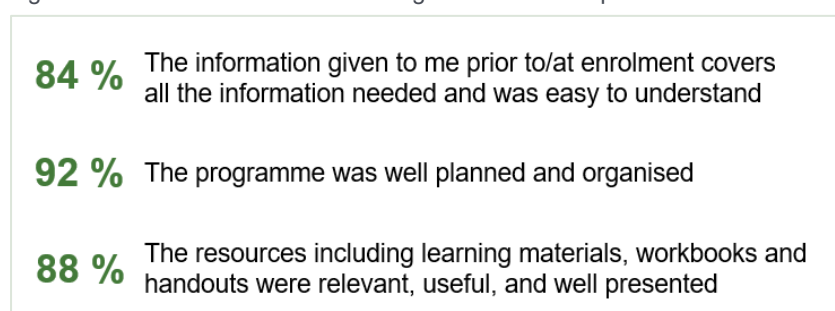 84 % The information given to me prior to/at enrolment covers
all the information needed and was easy to understand
92 % The programme was well planned and organised
88 % The resources including learning materials, workbooks and
handouts were relevant, useful, and well presented